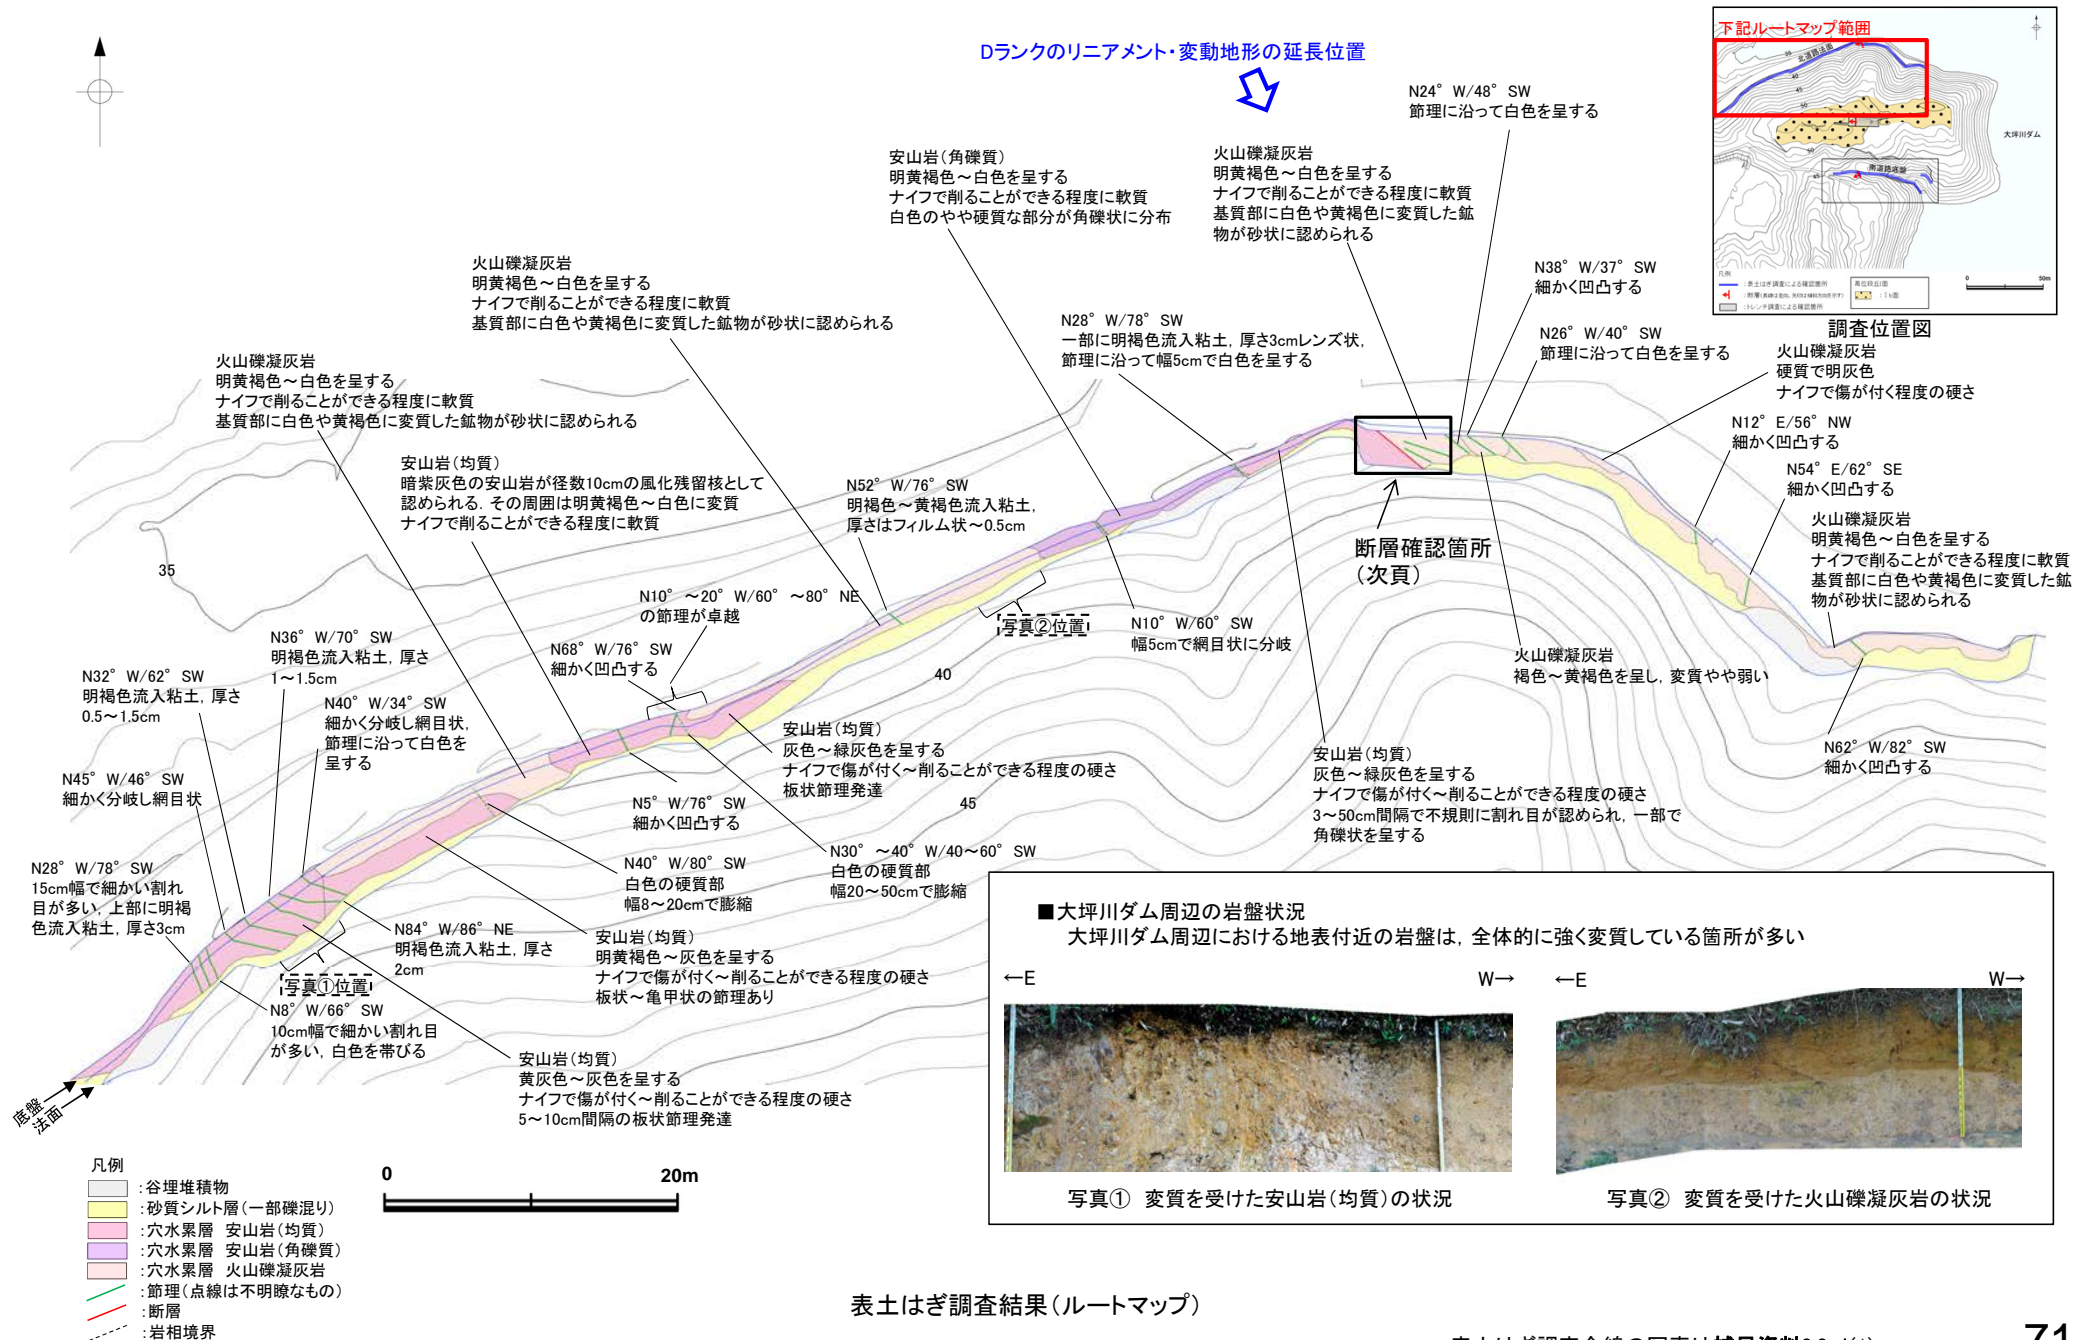 Dランクのリニアメント・変動地形の延長位置
下記ルートマップ範囲
北道路法面
35
40
45
50
50
45
南道路底盤
大坪川ダム
凡例
：表土はぎ調査による確認箇所
：トレンチ調査による確認箇所
高位段丘Ⅰ面
0
50m
調査位置図
N24°W/48°SW
節理に沿って白色を呈する
安山岩(角礫質)
明黄褐色～白色を呈する
ナイフで削ることができる程度に軟質
白色のやや硬質な部分が角礫状に分布
火山礫凝灰岩
明黄褐色～白色を呈する
ナイフで削ることができる程度に軟質
基質部に白色や黄褐色に変質した鉱
物が砂状に認められる
N38°W/37°SW
細かく凹凸する
N26°W/40°SW
節理に沿って白色を呈する
火山礫凝灰岩
硬質で明灰色
ナイフで傷が付く程度の硬さ
N12°E/56°NW
細かく凹凸する
N54°E/62°SE
細かく凹凸する
火山礫凝灰岩
明黄褐色～白色を呈する
ナイフで削ることができる程度に軟質
基質部に白色や黄褐色に変質した鉱
物が砂状に認められる
火山礫凝灰岩
明黄褐色～白色を呈する
ナイフで削ることができる程度に軟質
基質部に白色や黄褐色に変質した鉱物が砂状に認められる
N28°W/78°SW
一部に明褐色流入粘土, 厚さ3cmレンズ状,
節理に沿って幅5cmで白色を呈する
火山礫凝灰岩
明黄褐色～白色を呈する
ナイフで削ることができる程度に軟質
基質部に白色や黄褐色に変質した鉱物が砂状に認められる
安山岩(均質)
暗紫灰色の安山岩が径数10cmの風化残留核として
認められる. その周囲は明黄褐色～白色に変質
ナイフで削ることができる程度に軟質
N52°W/76°SW
明褐色～黄褐色流入粘土,
厚さはフィルム状～0.5cm
断層確認箇所
(次頁)
35
N10°～20°W/60°～80°NE
の節理が卓越
写真②位置
N10°W/60°SW
幅5cmで網目状に分岐
N68°W/76°SW
細かく凹凸する
N36°W/70°SW
明褐色流入粘土, 厚さ
1～1.5cm
N32°W/62°SW
明褐色流入粘土, 厚さ
0.5～1.5cm
N40°W/34°SW
細かく分岐し網目状,
節理に沿って白色を
呈する
40
火山礫凝灰岩
褐色～黄褐色を呈し, 変質やや弱い
N62°W/82°SW
細かく凹凸する
安山岩(均質)
灰色～緑灰色を呈する
ナイフで傷が付く～削ることができる程度の硬さ
板状節理発達
安山岩(均質)
灰色～緑灰色を呈する
ナイフで傷が付く～削ることができる程度の硬さ
3～50cm間隔で不規則に割れ目が認められ, 一部で
角礫状を呈する
N45°W/46°SW
細かく分岐し網目状
N5°W/76°SW
細かく凹凸する
45
N40°W/80°SW
白色の硬質部
幅8～20cmで膨縮
N30°～40°W/40～60°SW
白色の硬質部
幅20～50cmで膨縮
N28°W/78°SW
15cm幅で細かい割れ
目が多い, 上部に明褐
色流入粘土, 厚さ3cm
N84°W/86°NE
明褐色流入粘土, 厚さ
2cm
安山岩(均質)
明黄褐色～灰色を呈する
ナイフで傷が付く～削ることができる程度の硬さ
板状～亀甲状の節理あり
写真①位置
N8°W/66°SW
10cm幅で細かい割れ目
が多い, 白色を帯びる
安山岩(均質)
黄灰色～灰色を呈する
ナイフで傷が付く～削ることができる程度の硬さ
5～10cm間隔の板状節理発達
底盤
法面
■大坪川ダム周辺の岩盤状況
大坪川ダム周辺における地表付近の岩盤は, 全体的に強く変質している箇所が多い
←E
W→
←E
W→
写真① 変質を受けた安山岩(均質)の状況
写真② 変質を受けた火山礫凝灰岩の状況
凡例
：谷埋堆積物
：砂質シルト層(一部礫混り)
：穴水累層 安山岩(均質)
：穴水累層 安山岩(角礫質)
：穴水累層 火山礫凝灰岩
：節理(点線は不明瞭なもの)
：断層
：岩相境界
0
20m
表土はぎ調査結果(ルートマップ)
71